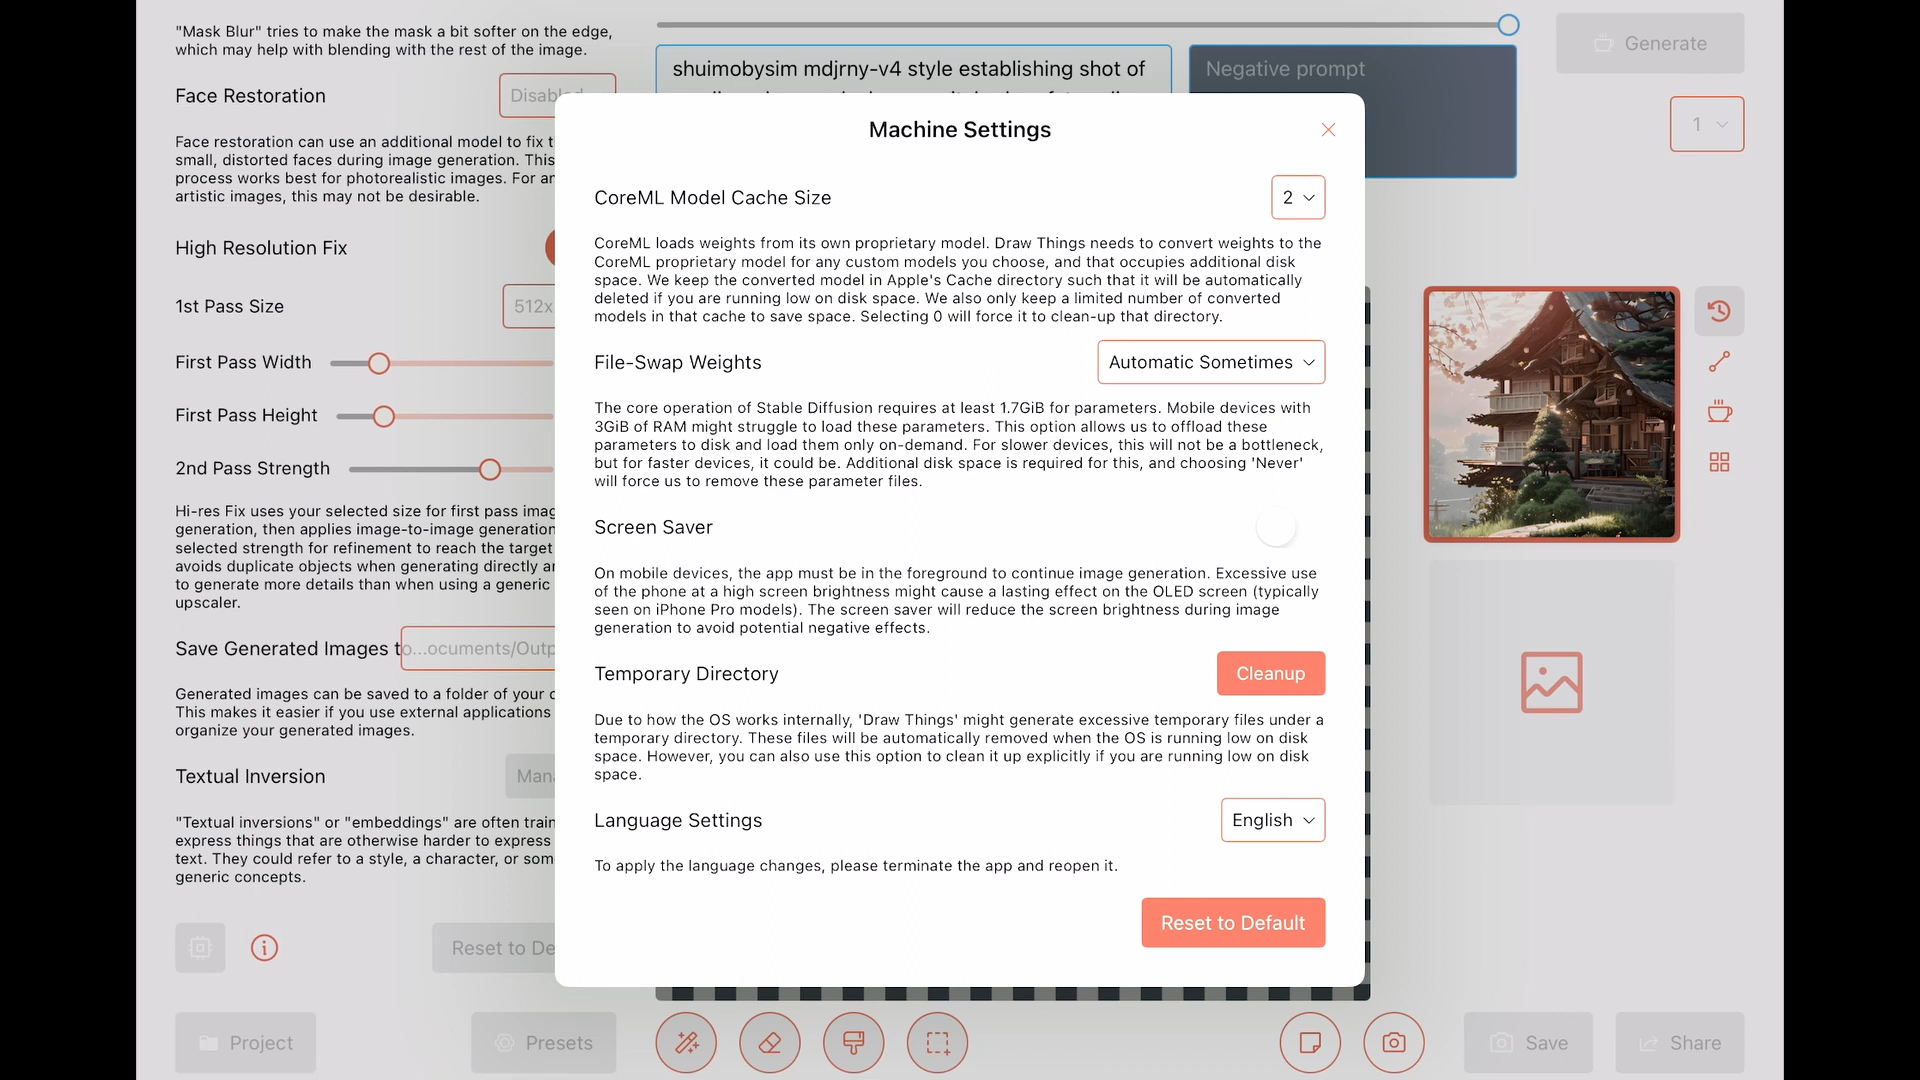 "Mask Blur" tries to make the mask a bit softer on the edge,
which may help with blending with the rest of the image.
Face Restoration
Face restoration can use an additional model to fix
small, distorted faces during image generation. This
process works best for photorealistic images. For
artistic images, this may not be desirable.
High Resolution Fix
1st Pass Size 512x
First Pass Width
First Pass Height
2nd Pass Strength
Hi-res Fix uses your selected size for first pass
generation, then applies image-to-image generation
selected strength for refinement to reach the target
avoids duplicate objects when generating directly
to generate more details than when using a generic
upscaler.
Save Generated Images to...ocuments/Outp
Generated images can be saved to a folder of your
This makes it easier if you use external applications
organize your generated images.
Textual Inversion
"Textual inversions" or "embeddings" are often
express things that are otherwise harder to express
text. They could refer to a style, a character, or
generic concepts.
Reset to
Project
Presets
shuimobysim mdjrny-v4 style establishing shot of
Negative prompt
Generate
1
Machine Settings
CoreML Model Cache Size 2
CoreML loads weights from its own proprietary model. Draw Things needs to convert weights to the
CoreML proprietary model for any custom models you choose, and that occupies additional disk
space. We keep the converted model in Apple's Cache directory such that it will be automatically
deleted if you are running low on disk space. We also only keep a limited number of converted
models in that cache to save space. Selecting 0 will force it to clean-up that directory.
File-Swap Weights Automatic Sometimes
The core operation of Stable Diffusion requires at least 1.7GiB for parameters. Mobile devices with
3GiB of RAM might struggle to load these parameters. This option allows us to offload these
parameters to disk and load them only on-demand. For slower devices, this will not be a bottleneck,
but for faster devices, it could be. Additional disk space is required for this, and choosing 'Never'
will force us to remove these parameter files.
Screen Saver
On mobile devices, the app must be in the foreground to continue image generation. Excessive use
of the phone at a high screen brightness might cause a lasting effect on the OLED screen (typically
seen on iPhone Pro models). The screen saver will reduce the screen brightness during image
generation to avoid potential negative effects.
Temporary Directory Cleanup
Due to how the OS works internally, 'Draw Things' might generate excessive temporary files under a
temporary directory. These files will be automatically removed when the OS is running low on disk
space. However, you can also use this option to clean it up explicitly if you are running low on disk
space.
Language Settings English
To apply the language changes, please terminate the app and reopen it.
Reset to Default
Save
Share